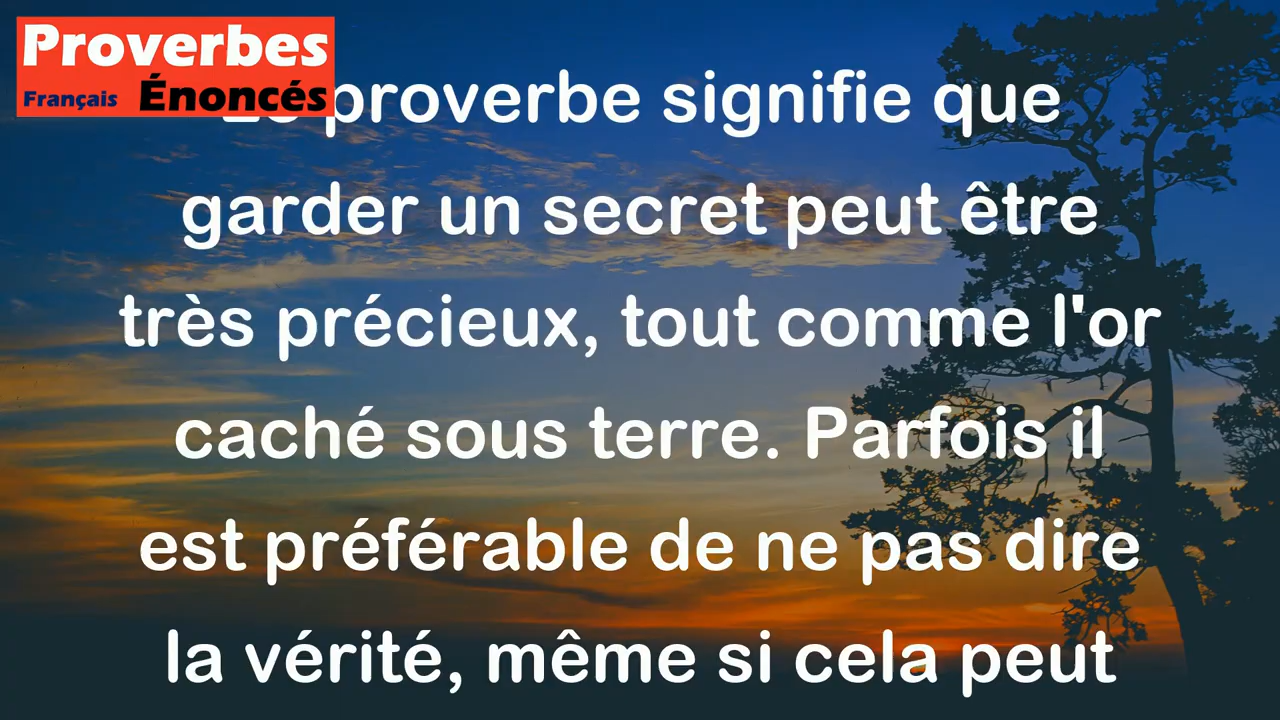 Proverbes
Français Énoncés
proverbe signifie que
garder un secret peut être
très précieux, tout comme l'or
caché sous terre. Parfois il
est préférable de ne pas dire
la vérité, même si cela peut